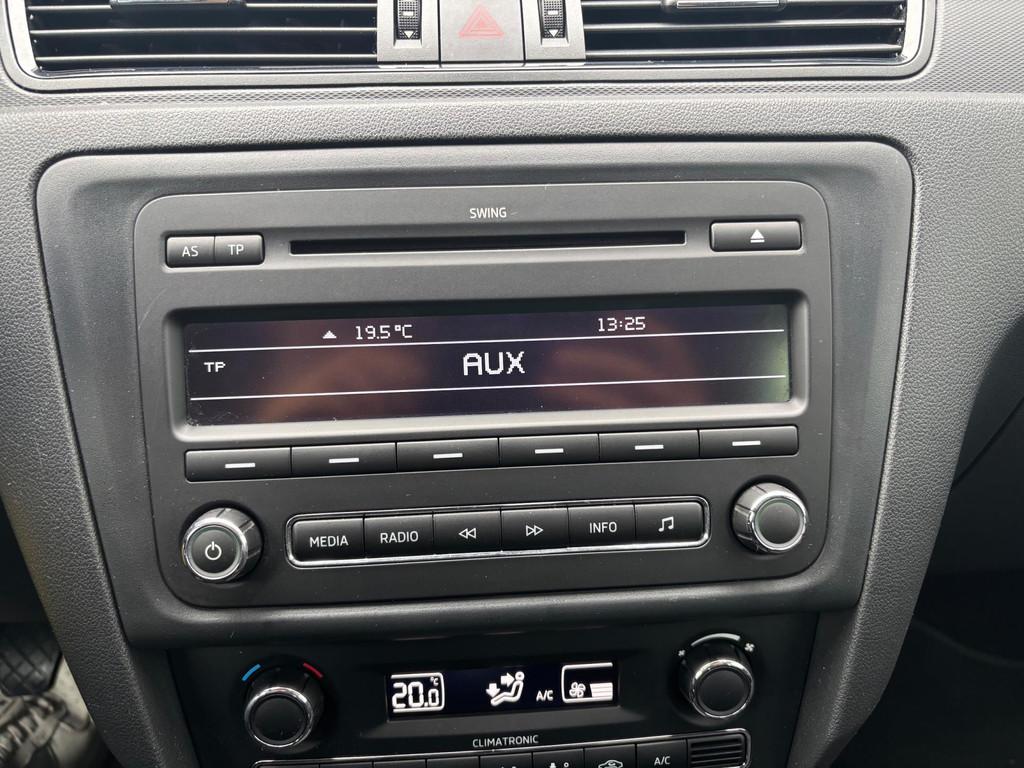 SWING
AS TP
19.5°C 13:25
TP AUX
MEDIA RADIO INFO
20.0°C A/C
CLIMATRONIC
A/C